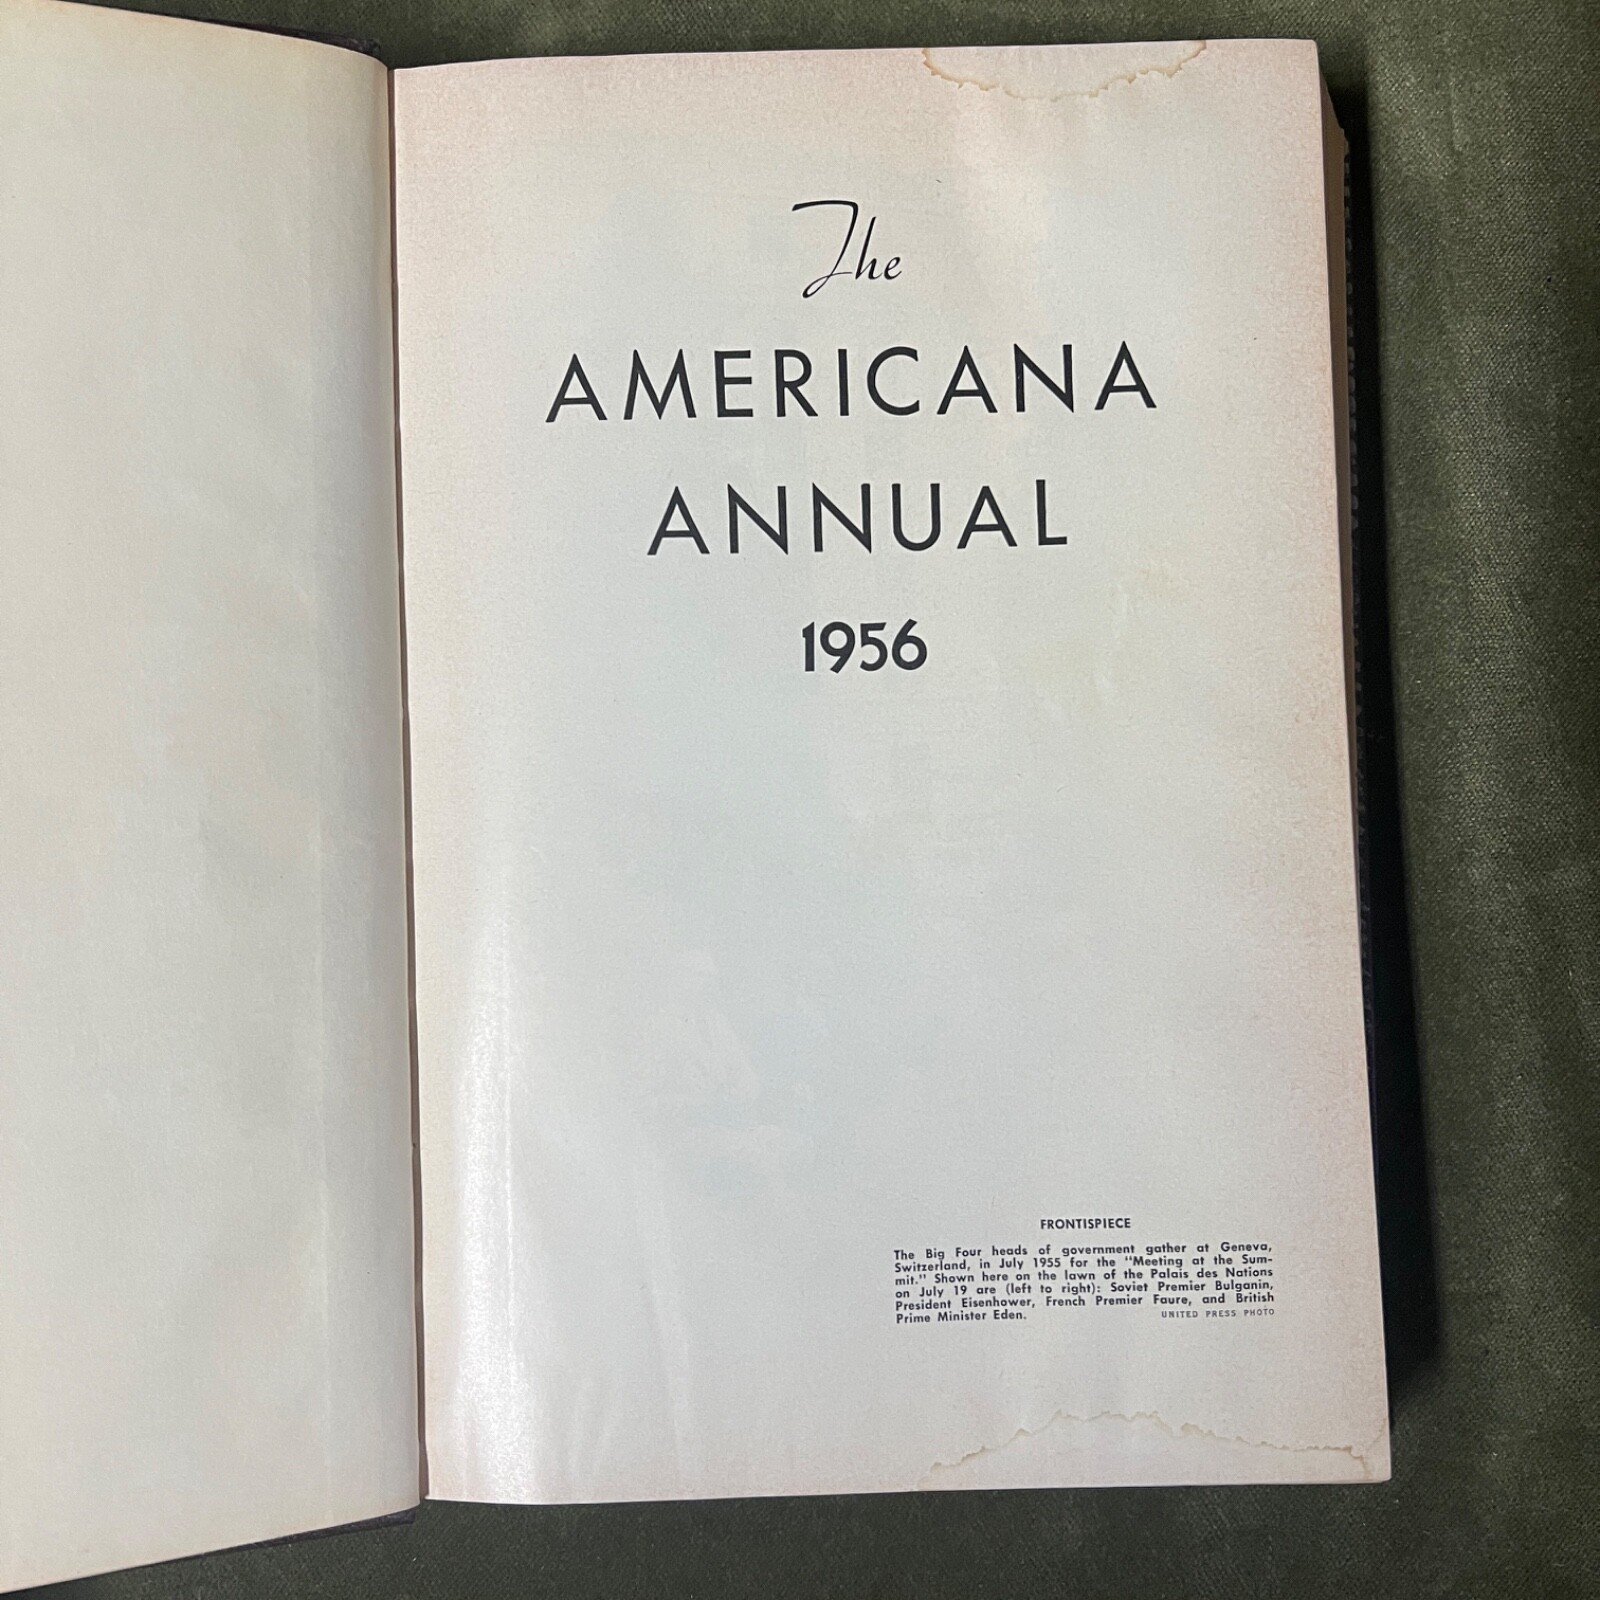 The
AMERICANA
ANNUAL
1956
FRONTISPIECE
The Big Four heads of government gather at Geneva,
Switzerland, in July 1955 for the "Meeting at the Sum-
mit." Shown here on the lawn of the Palais des Nations
on July 19 are (left to right): Soviet Premier Bulganin,
President Eisenhower, French Premier Faure, and British
Prime Minister Eden. UNITED PRESS PHOTO